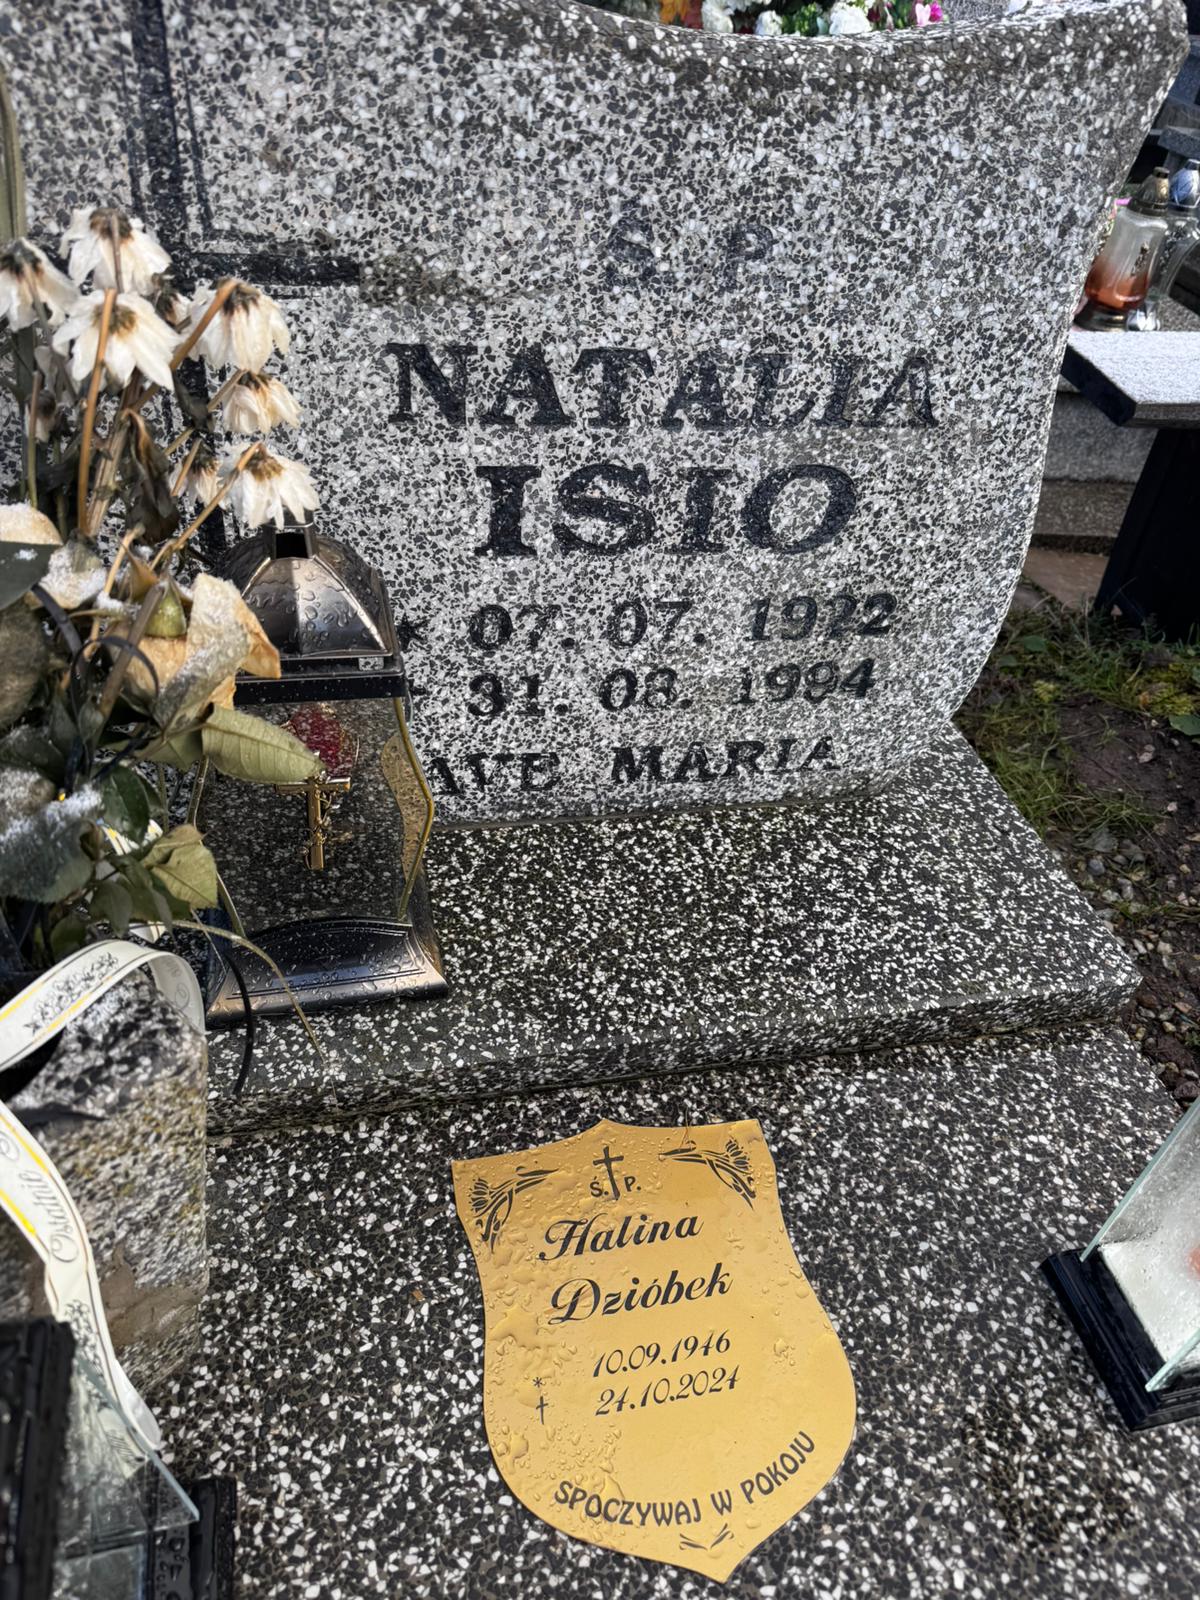 Ś P
NATALIA
ISIO
* 07. 07. 1922
31. 08. 1994
AVE MARIA
Ś. P.
Halina
Dzióbek
* 10.09.1946
† 24.10.2024
SPOCZYWAJ W POKOJU